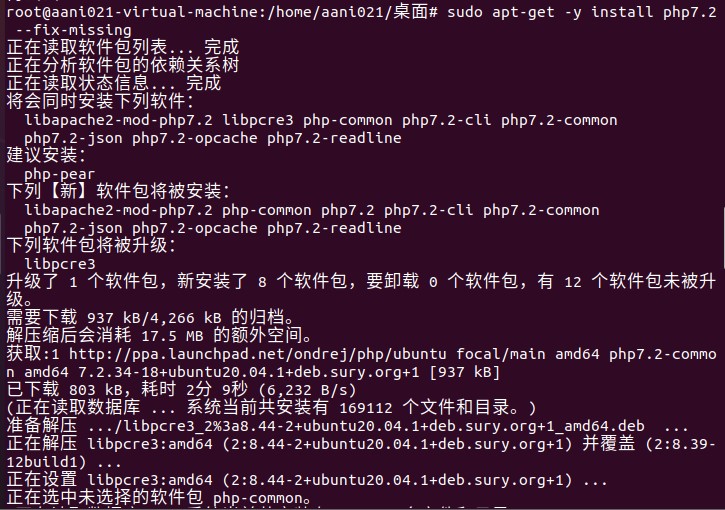 root@aani021-virtual-machine:/home/aani021/桌面# sudo apt-get -y install php7.2
--fix-missing
正在读取软件包列表... 完成
正在分析软件包的依赖关系树
正在读取状态信息... 完成
将会同时安装下列软件：
libapache2-mod-php7.2 libpcre3 php-common php7.2-cli php7.2-common
php7.2-json php7.2-opcache php7.2-readline
建议安装：
php-pear
下列【新】软件包将被安装：
libapache2-mod-php7.2 php-common php7.2 php7.2-cli php7.2-common
php7.2-json php7.2-opcache php7.2-readline
下列软件包将被升级：
libpcre3
升级了 1 个软件包，新安装了 8 个软件包，要卸载 0 个软件包，有 12 个软件包未被升
级。
需要下载 937 kB/4,266 kB 的归档。
解压缩后会消耗 17.5 MB 的额外空间。
获取:1 http://ppa.launchpad.net/ondrej/php/ubuntu focal/main amd64 php7.2-commo
n amd64 7.2.34-18+ubuntu20.04.1+deb.sury.org+1 [937 kB]
已下载 803 kB，耗时 2分 9秒 (6,232 B/s)
(正在读取数据库 ... 系统当前共安装有 169112 个文件和目录。)
准备解压 .../libpcre3_2%3a8.44-2+ubuntu20.04.1+deb.sury.org+1_amd64.deb ...
正在解压 libpcre3:amd64 (2:8.44-2+ubuntu20.04.1+deb.sury.org+1) 并覆盖 (2:8.39-
12build1) ...
正在设置 libpcre3:amd64 (2:8.44-2+ubuntu20.04.1+deb.sury.org+1) ...
正在选中未选择的软件包 php-common。